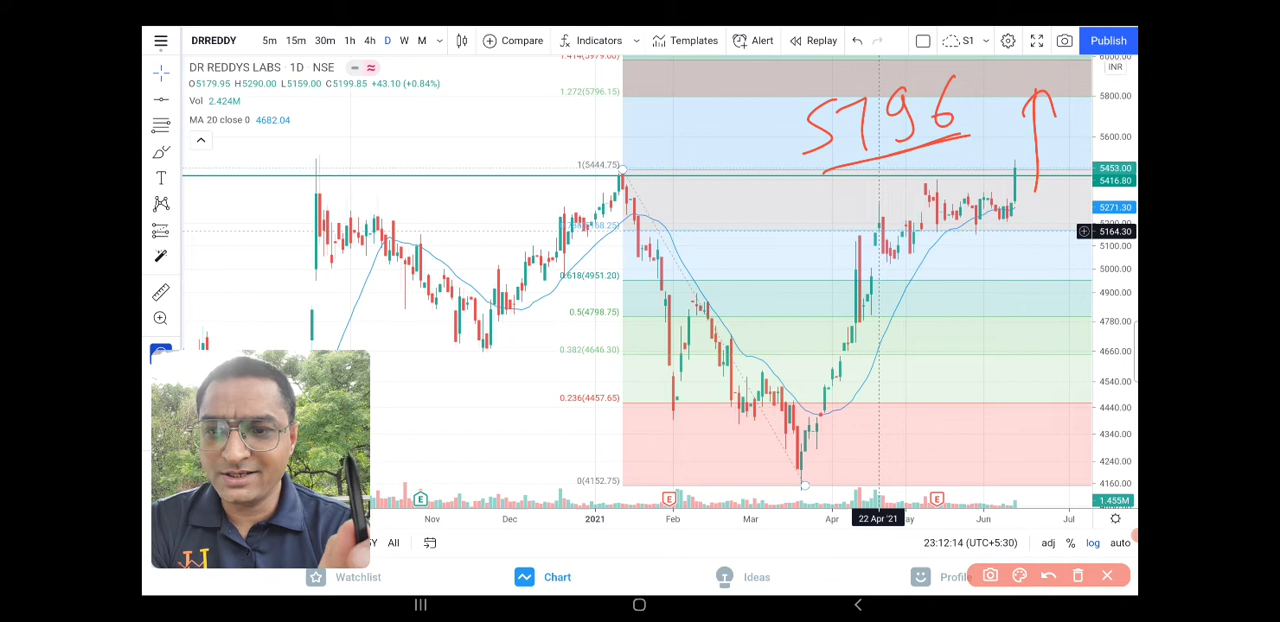 DRREDDY 5m 15m 30m 1h 4h D W M Compare Indicators Templates Alert Replay S1 Publish
DR REDDYS LABS 1D NSE
O5179.95 H5290.00 L5159.00 C5199.85 +43.10 (+0.84%)
Vol 2.424M
MA 20 close 0 4682.04
1.272(5796.15)
1(5444.75)
0.618(4951.20)
0.5(4798.75)
0.382(4646.30)
0.236(4457.65)
0(4152.75)
5796
INR
5800.00
5600.00
5453.00
5416.80
5271.30
5164.30
5100.00
5000.00
4900.00
4780.00
4660.00
4540.00
4440.00
4340.00
4240.00
4160.00
1.455M
E E E
Nov Dec 2021 Feb Mar Apr 22 Apr '21 Jun Jul
All 23:12:14 (UTC+5:30) adj % log auto
Watchlist Chart Ideas Profile